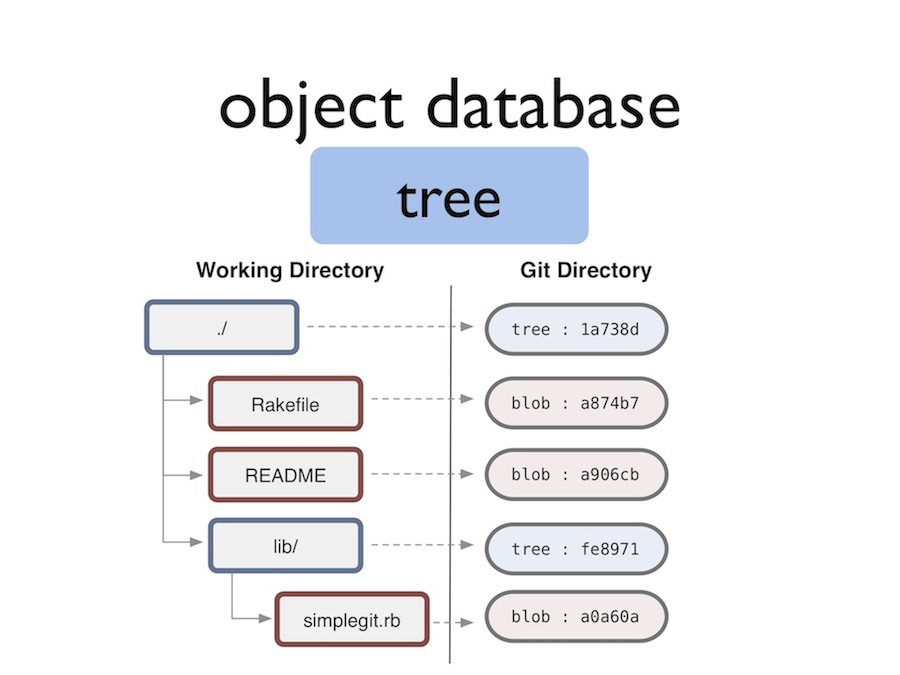 object database
tree
Working Directory
Git Directory
./
tree : 1a738d
Rakefile
blob : a874b7
README
blob : a906cb
lib/
tree : fe8971
simplegit.rb
blob : a0a60a